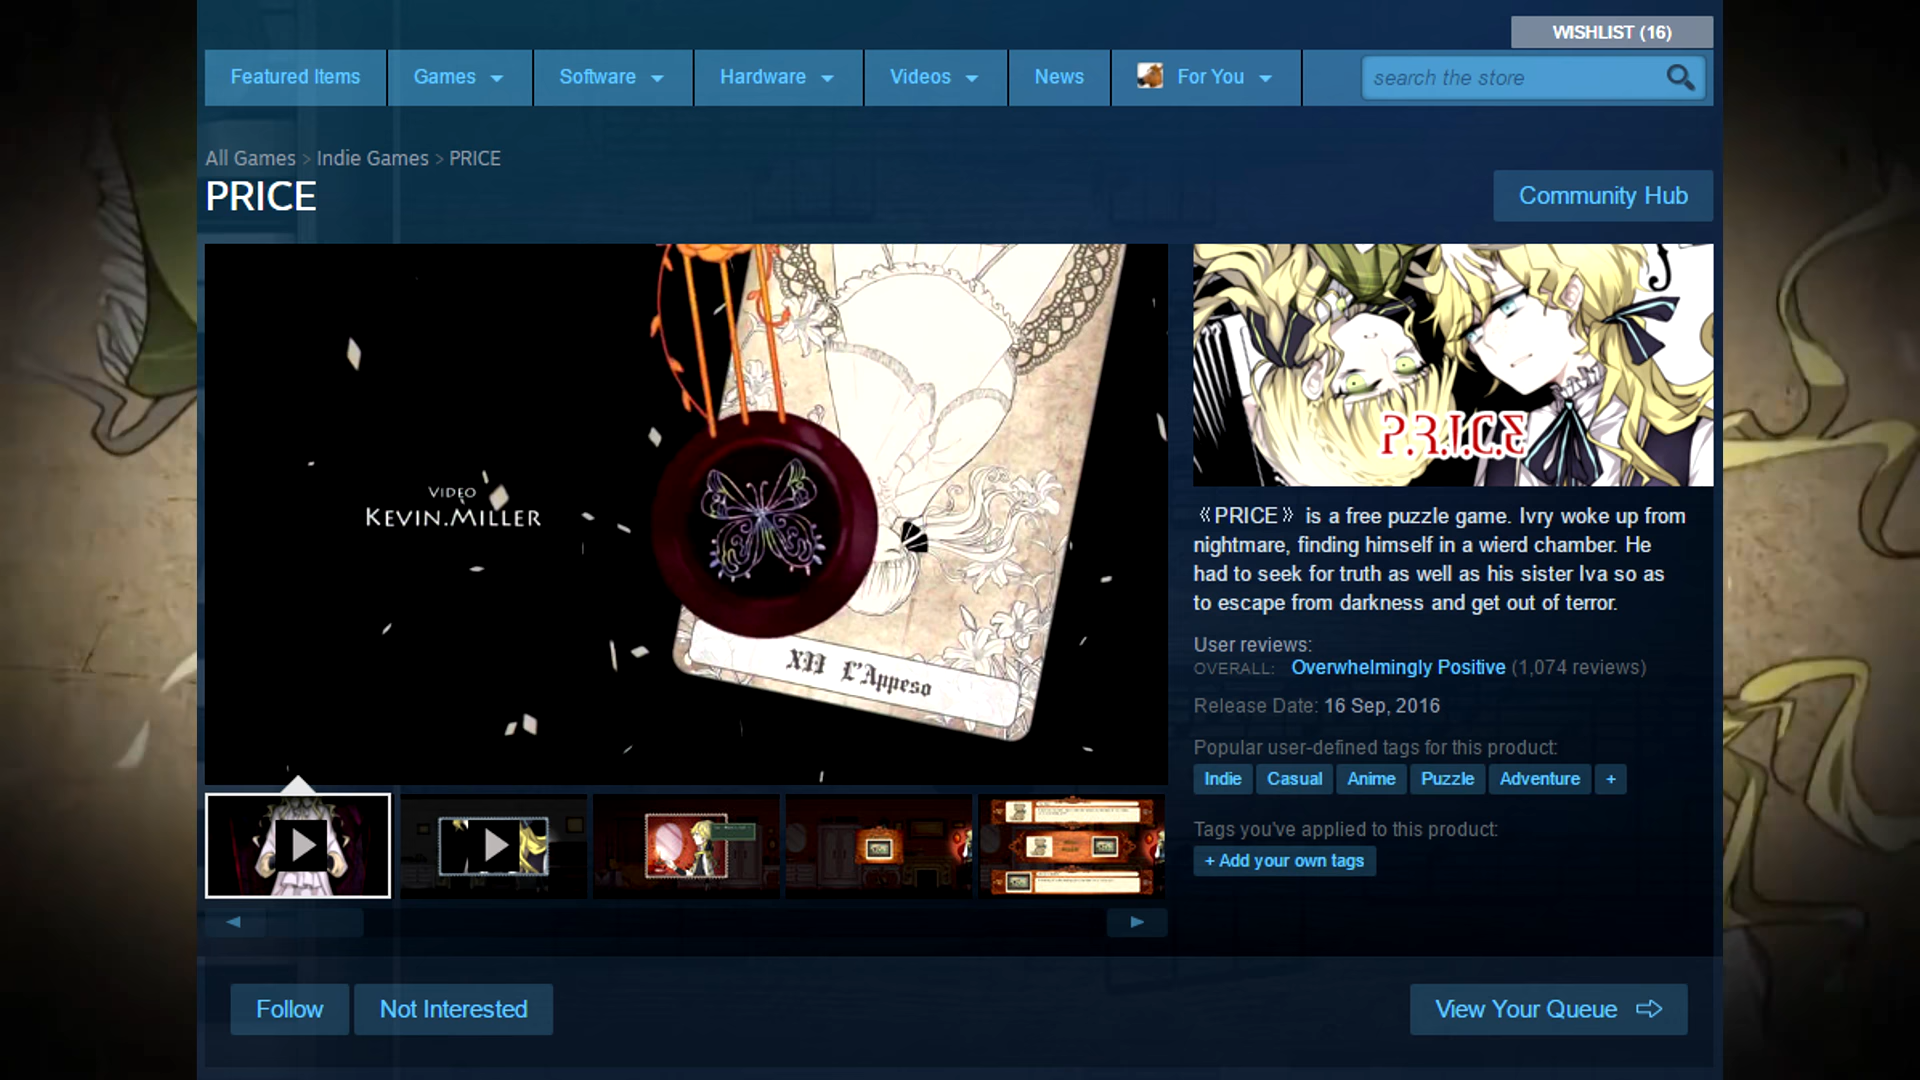 WISHLIST (16)
Featured Items
Games
Software
Hardware
Videos
News
For You
search the store
All Games > Indie Games > PRICE
PRICE
Community Hub
VIDEO
KEVIN.MILLER
XII L'Appeso
P.R.I.C.E
《PRICE》 is a free puzzle game. Ivry woke up from
nightmare, finding himself in a wierd chamber. He
had to seek for truth as well as his sister Iva so as
to escape from darkness and get out of terror.
User reviews:
OVERALL: Overwhelmingly Positive (1,074 reviews)
Release Date: 16 Sep, 2016
Popular user-defined tags for this product:
Indie
Casual
Anime
Puzzle
Adventure
+
Tags you've applied to this product:
+ Add your own tags
Follow
Not Interested
View Your Queue